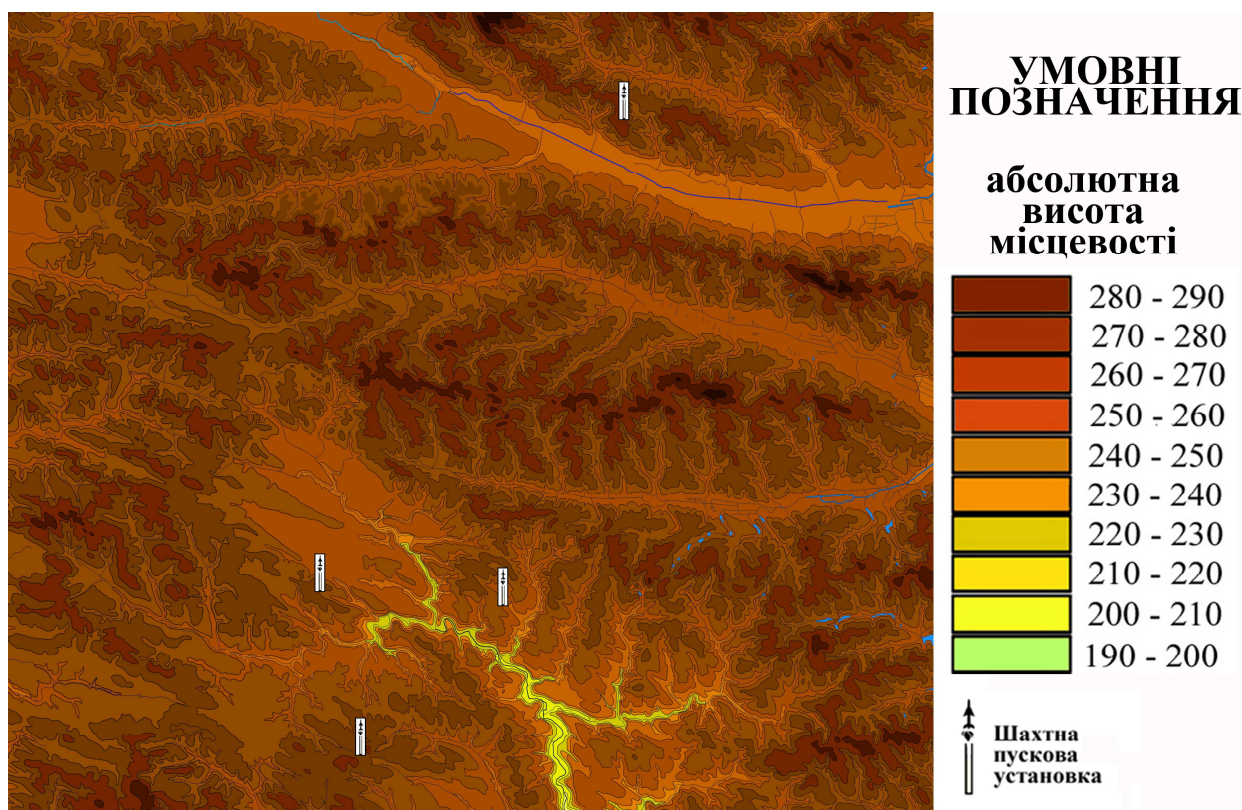 УМОВНІ
ПОЗНАЧЕННЯ
абсолютна
висота
місцевості
280 - 290
270 - 280
260 - 270
250 - 260
240 - 250
230 - 240
220 - 230
210 - 220
200 - 210
190 - 200
Шахтна
пускова
установка